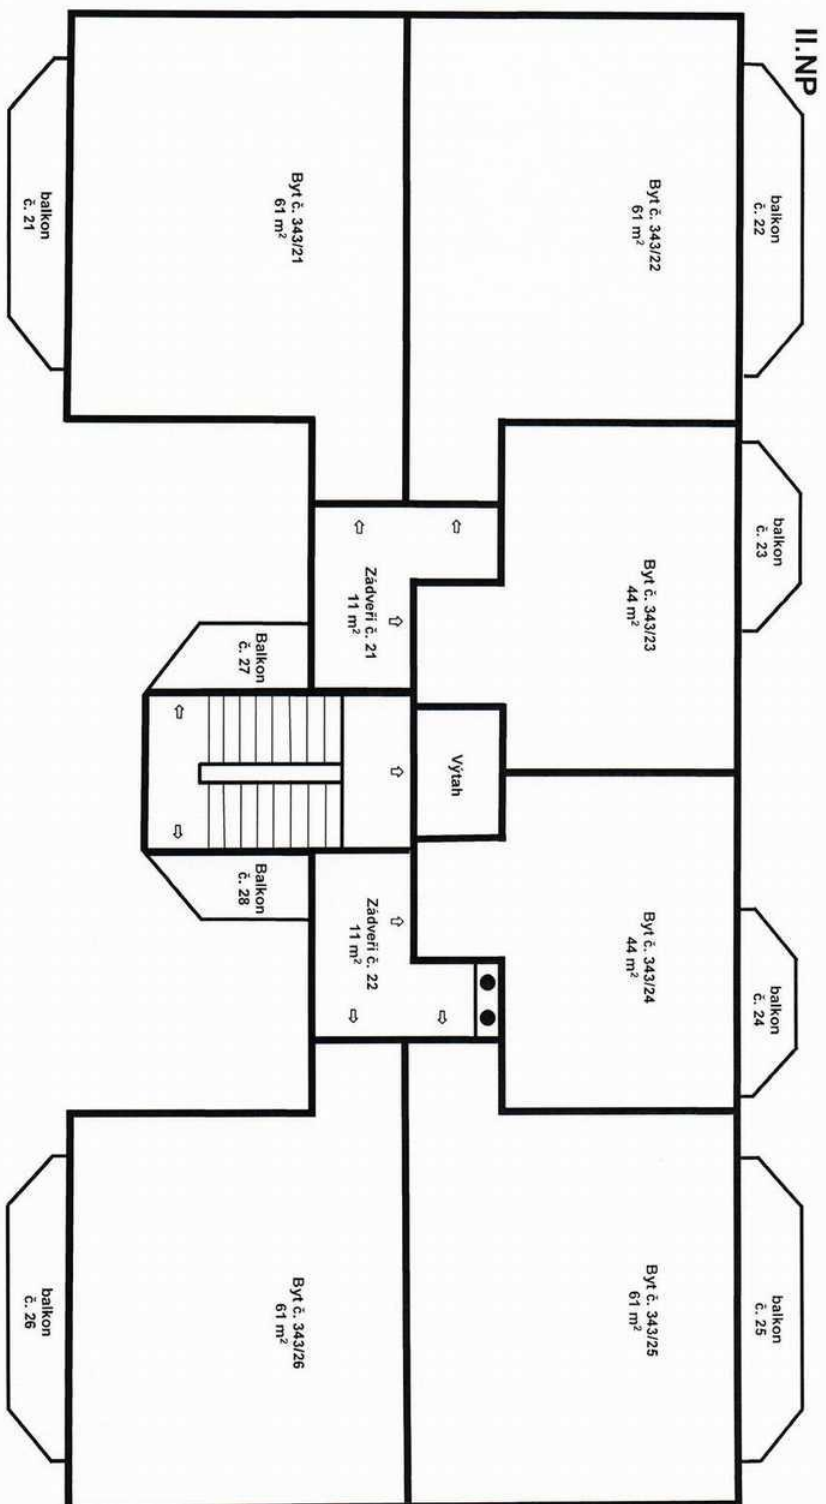 II.NP
balkon
č. 22
balkon
č. 23
balkon
č. 24
balkon
č. 25
Byt č. 343/22
61 m²
Byt č. 343/23
44 m²
Byt č. 343/24
44 m²
Byt č. 343/25
61 m²
Výtah
Zádveří č. 21
11 m²
Zádveří č. 22
11 m²
Byt č. 343/21
61 m²
Balkon
č. 27
Balkon
č. 28
Byt č. 343/26
61 m²
balkon
č. 21
balkon
č. 26